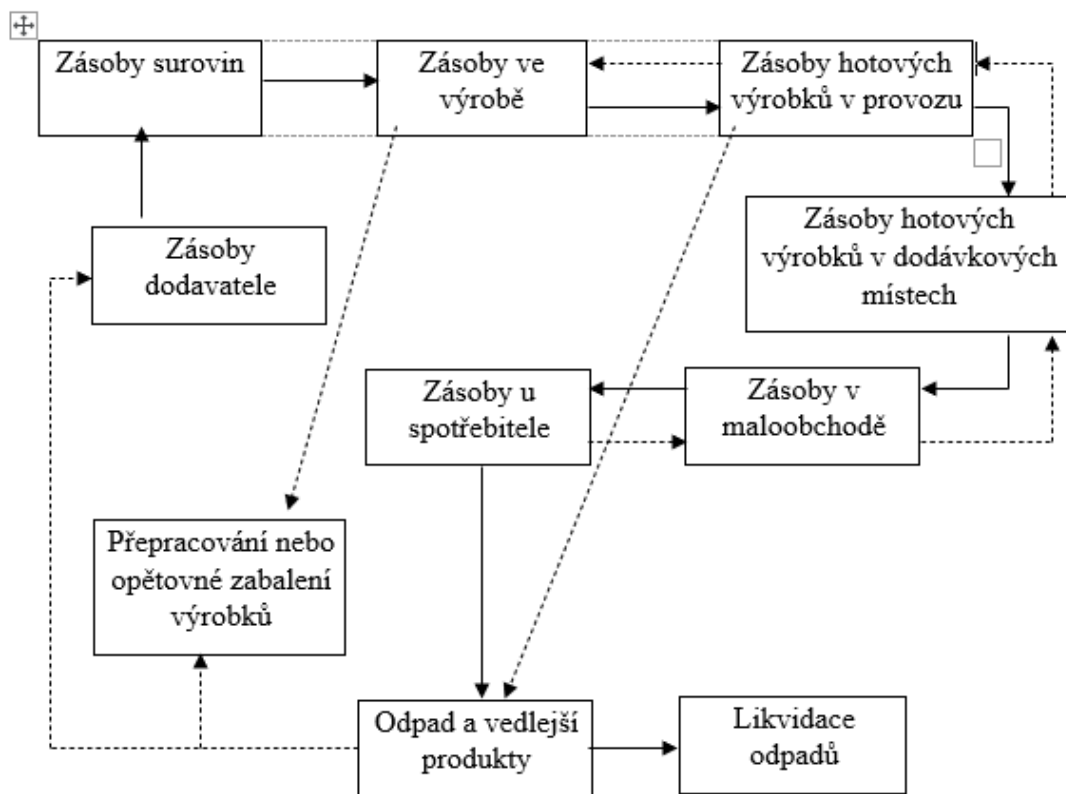 Zásoby surovin
Zásoby ve
výrobě
Zásoby hotových
výrobků v provozu
Zásoby
dodavatele
Zásoby hotových
výrobků v dodávkových
místech
Zásoby u
spotřebitele
Zásoby v
maloobchodě
Přepracování nebo
opětovné zabalení
výrobků
Odpad a vedlejší
produkty
Likvidace
odpadů